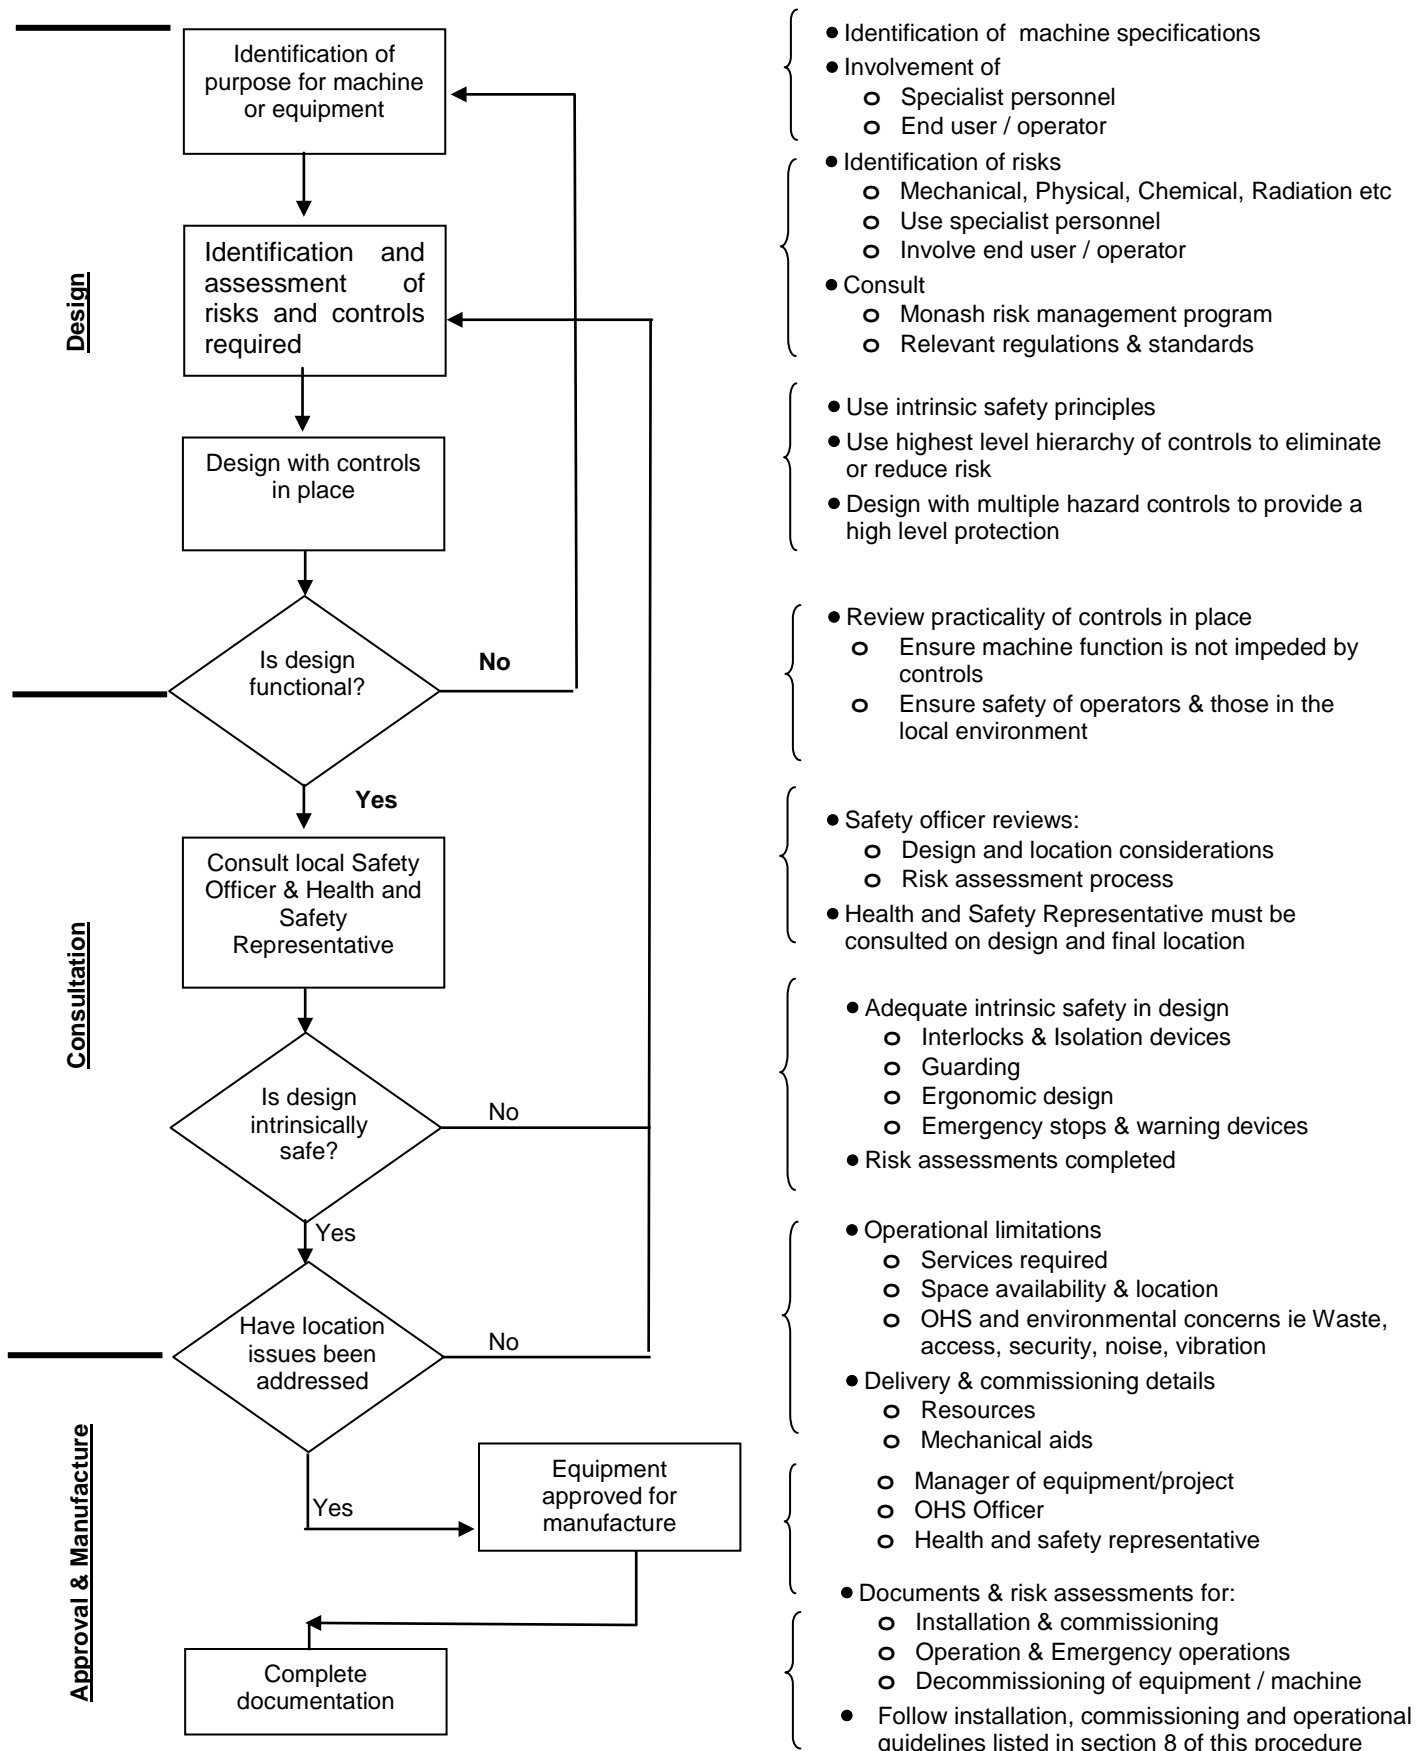 Identification of
purpose for machine
or equipment
Identification and
assessment of
risks and controls
required
Design with controls
in place
Is design
functional?
No
Yes
Consult local Safety
Officer & Health and
Safety
Representative
Is design
intrinsically
safe?
No
Yes
Have location
issues been
addressed
No
Yes
Equipment
approved for
manufacture
Complete
documentation
Design
Consultation
Approval & Manufacture
● Identification of machine specifications
● Involvement of
o Specialist personnel
o End user / operator
● Identification of risks
o Mechanical, Physical, Chemical, Radiation etc
o Use specialist personnel
o Involve end user / operator
● Consult
o Monash risk management program
o Relevant regulations & standards
● Use intrinsic safety principles
● Use highest level hierarchy of controls to eliminate
or reduce risk
● Design with multiple hazard controls to provide a
high level protection
● Review practicality of controls in place
o Ensure machine function is not impeded by
controls
o Ensure safety of operators & those in the
local environment
● Safety officer reviews:
o Design and location considerations
o Risk assessment process
● Health and Safety Representative must be
consulted on design and final location
● Adequate intrinsic safety in design
o Interlocks & Isolation devices
o Guarding
o Ergonomic design
o Emergency stops & warning devices
● Risk assessments completed
● Operational limitations
o Services required
o Space availability & location
o OHS and environmental concerns ie Waste,
access, security, noise, vibration
● Delivery & commissioning details
o Resources
o Mechanical aids
o Manager of equipment/project
o OHS Officer
o Health and safety representative
● Documents & risk assessments for:
o Installation & commissioning
o Operation & Emergency operations
o Decommissioning of equipment / machine
● Follow installation, commissioning and operational
guidelines listed in section 8 of this procedure